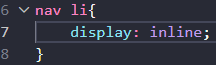 6 nav li{
7 display: inline;
8 }